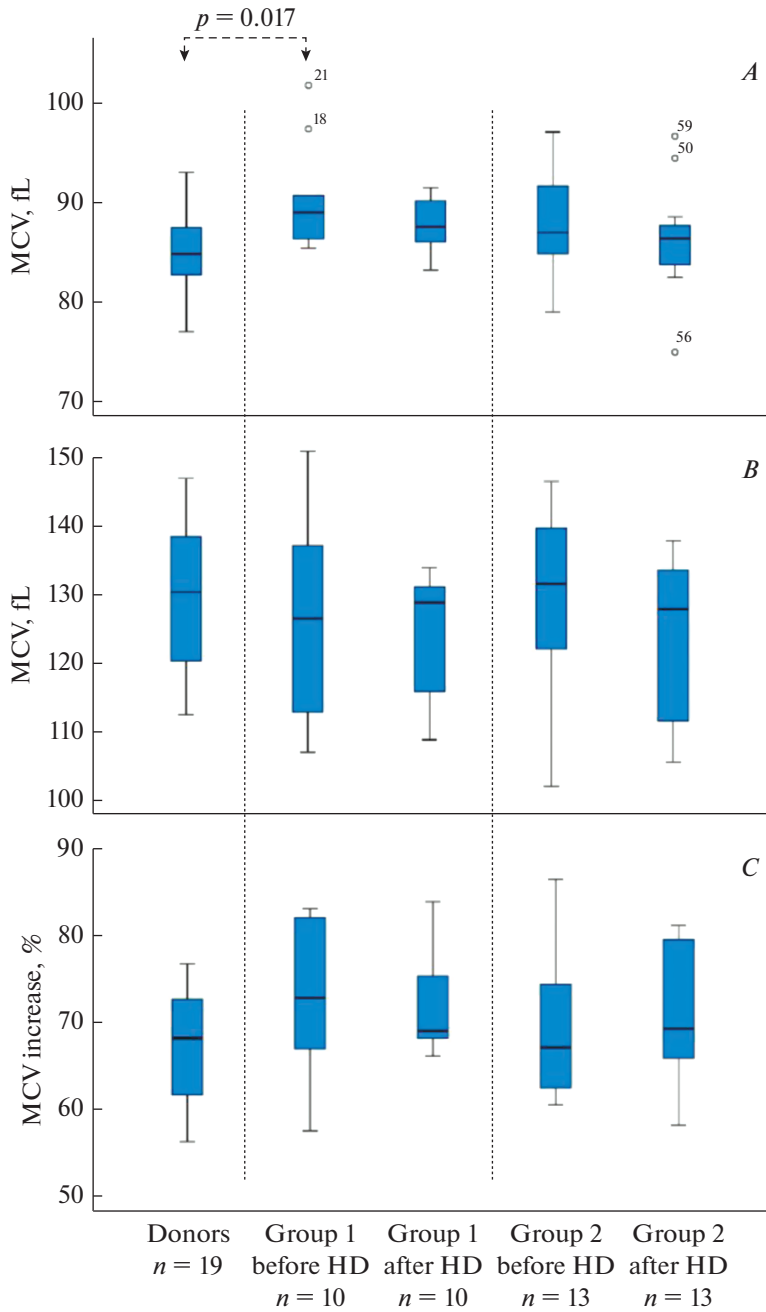 p = 0.017
A
MCV, fL
100
90
80
70
21
18
59
50
56
B
MCV, fL
150
140
130
120
110
100
C
MCV increase, %
90
80
70
60
50
Donors
n = 19
Group 1
before HD
n = 10
Group 1
after HD
n = 10
Group 2
before HD
n = 13
Group 2
after HD
n = 13